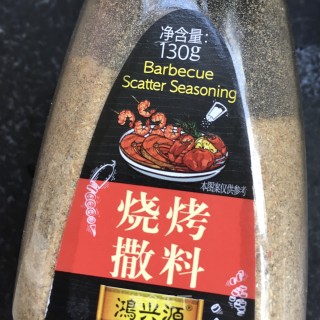 净含量:
130g
Barbecue
Scatter Seasoning
本图案仅供参考
烧烤
撒料
鸿兴源